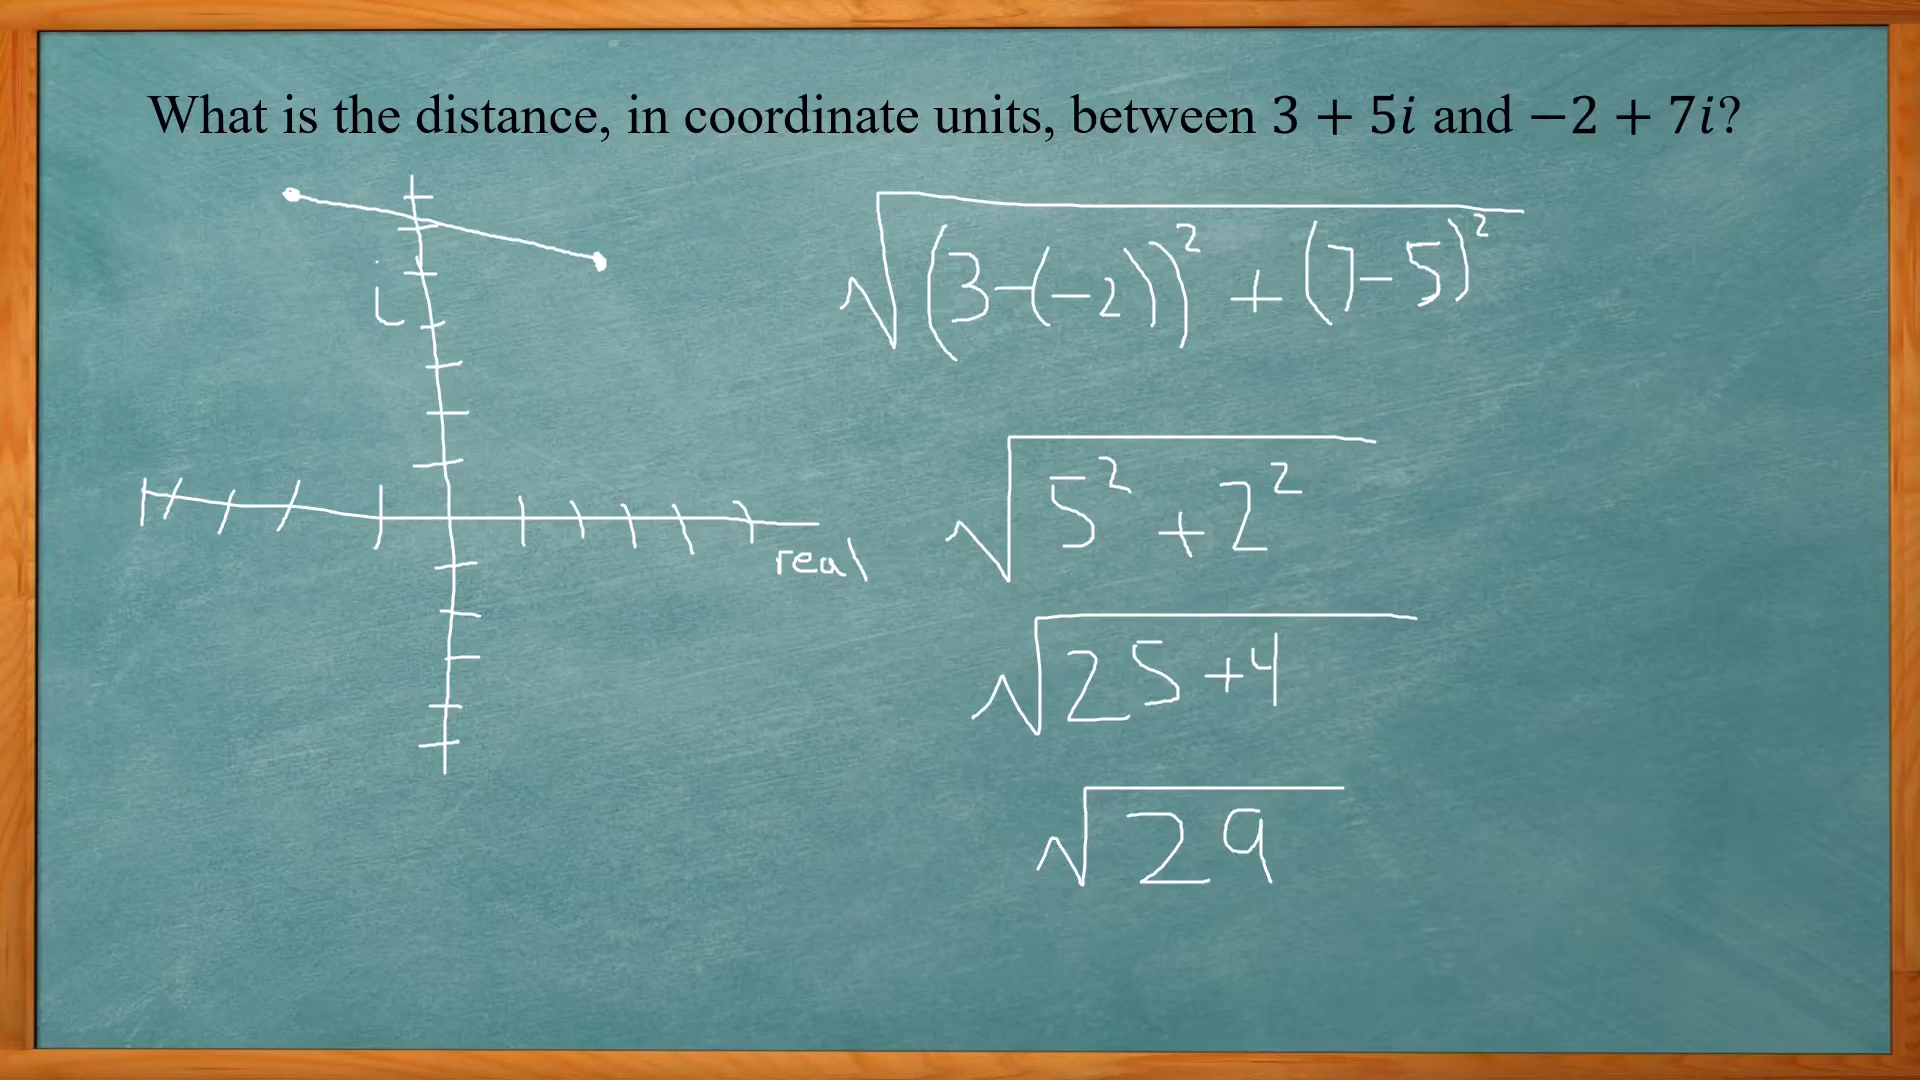 What is the distance, in coordinate units, between 3 + 5i and −2 + 7i?
√(3-(-2))² + (7-5)²
i
√5² + 2²
real
√25 + 4
√29